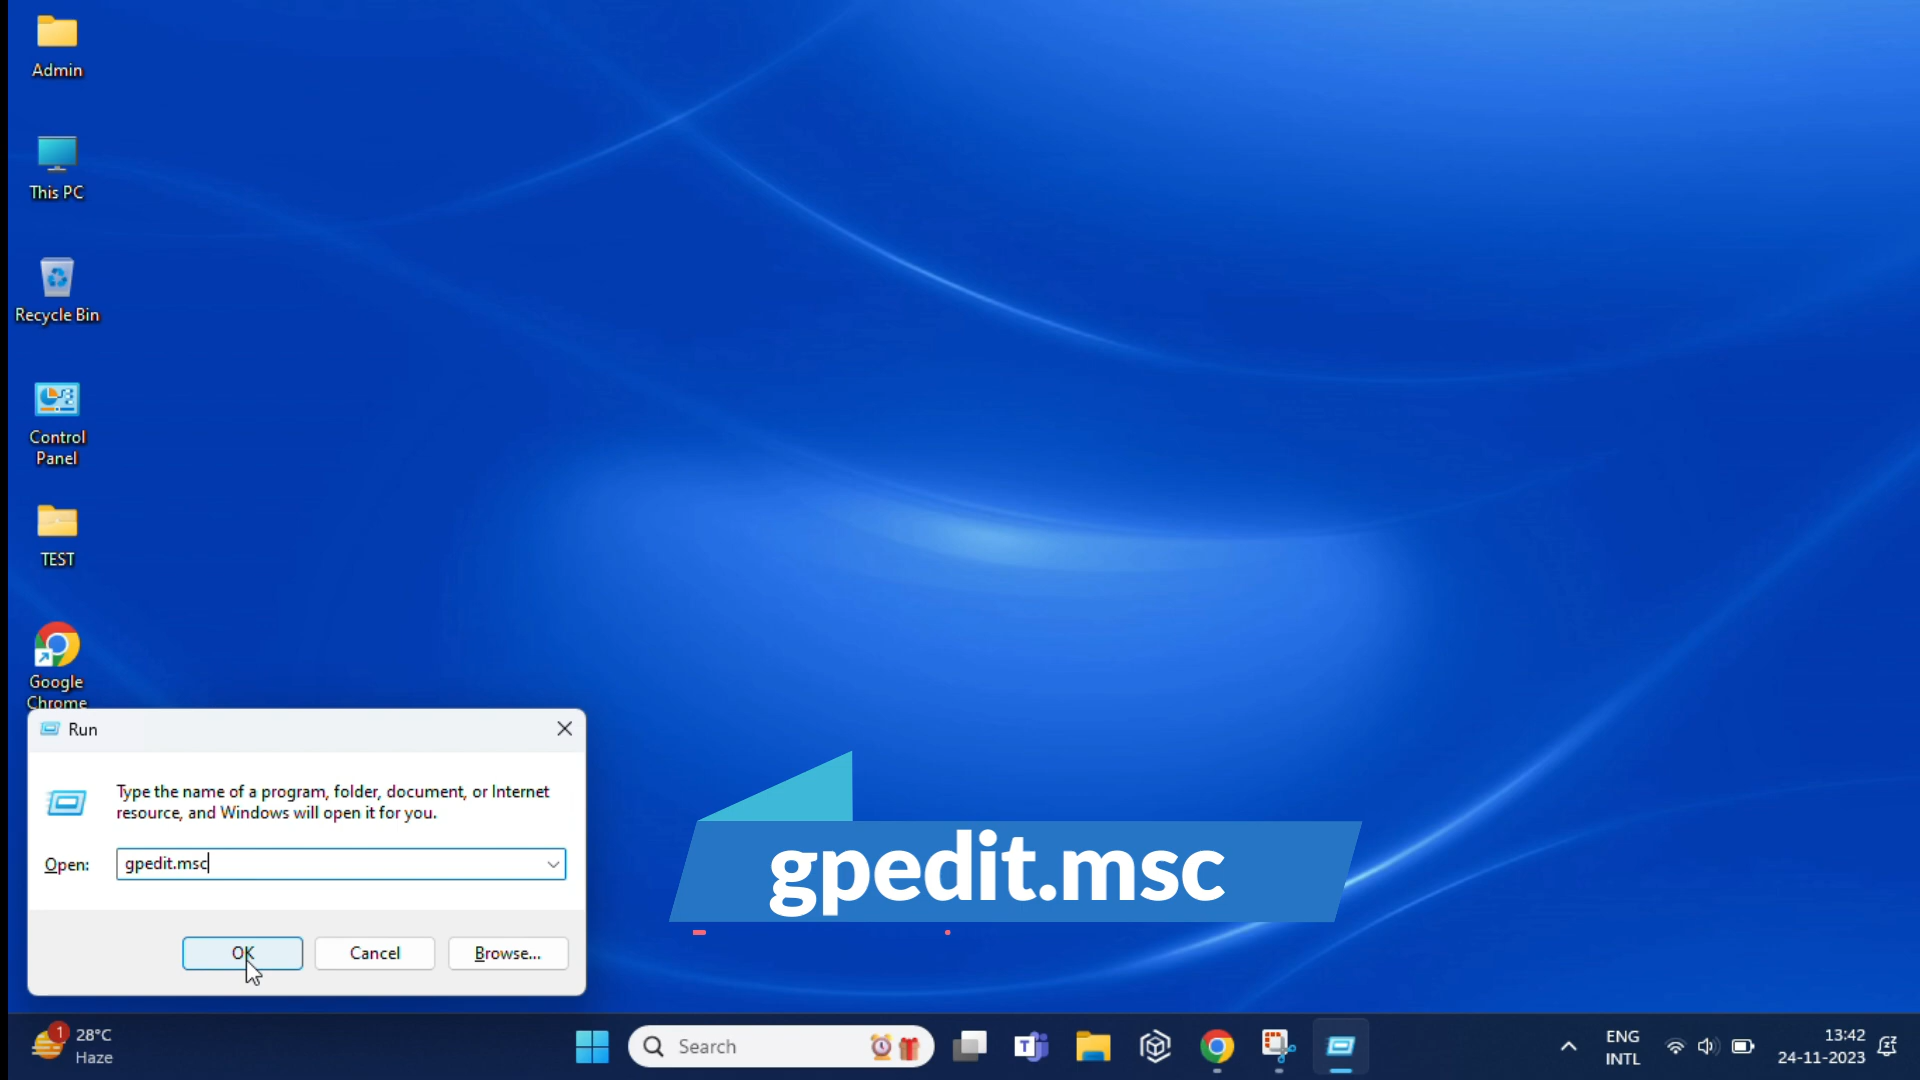 Admin
This PC
Recycle Bin
Control
Panel
TEST
Google
Chrome
Run
Type the name of a program, folder, document, or Internet
resource, and Windows will open it for you.
Open:
gpedit.msc
OK
Cancel
Browse...
gpedit.msc
1
28°C
Haze
Search
T
ENG
INTL
13:42
24-11-2023